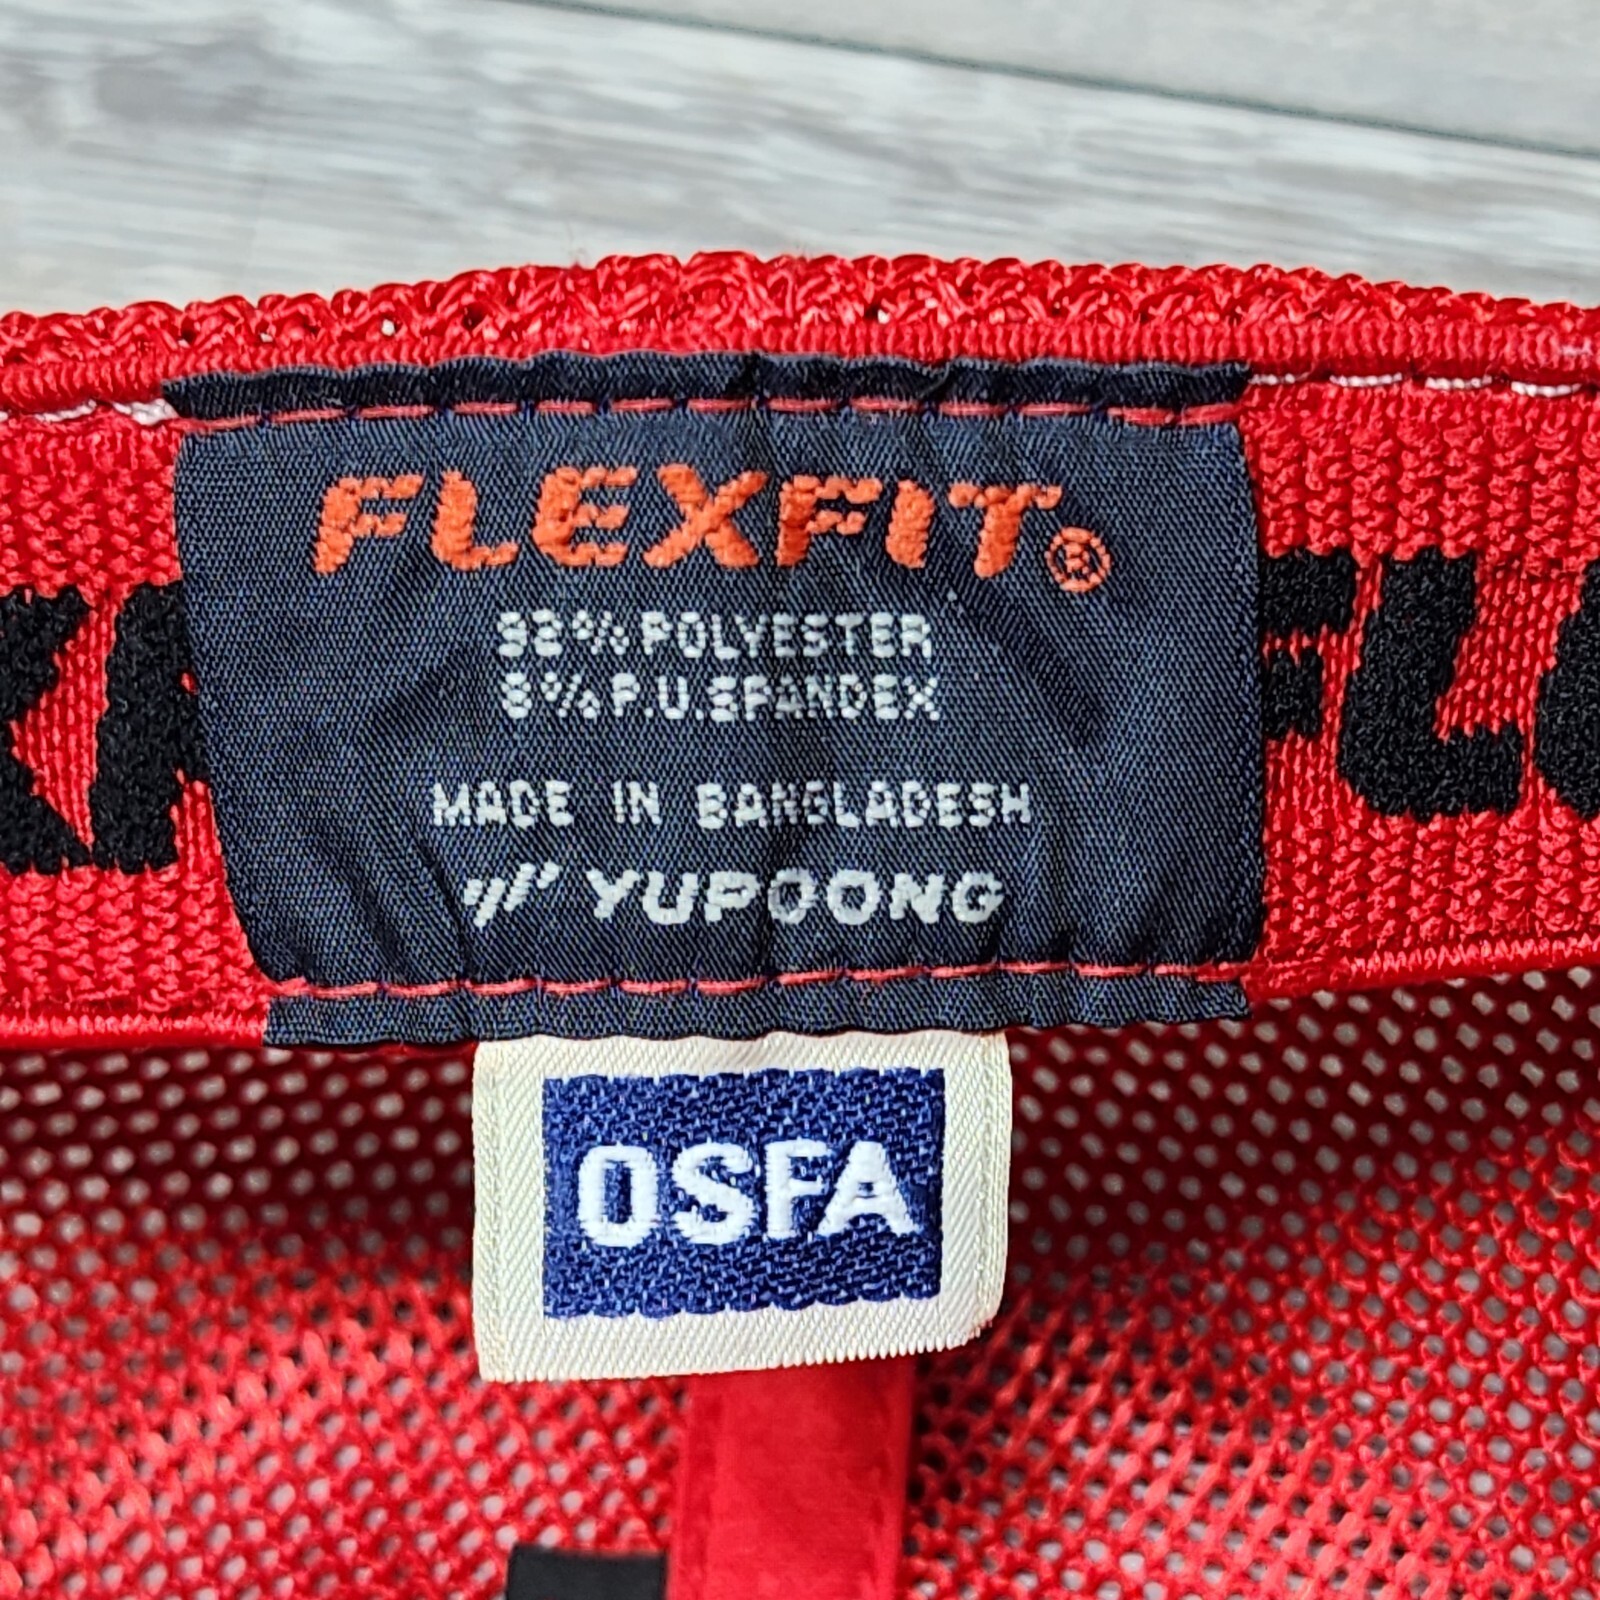 FLEXFIT®
92% POLYESTER
8% P.U.SPANDEX
MADE IN BANGLADESH
YUPOONG
OSFA